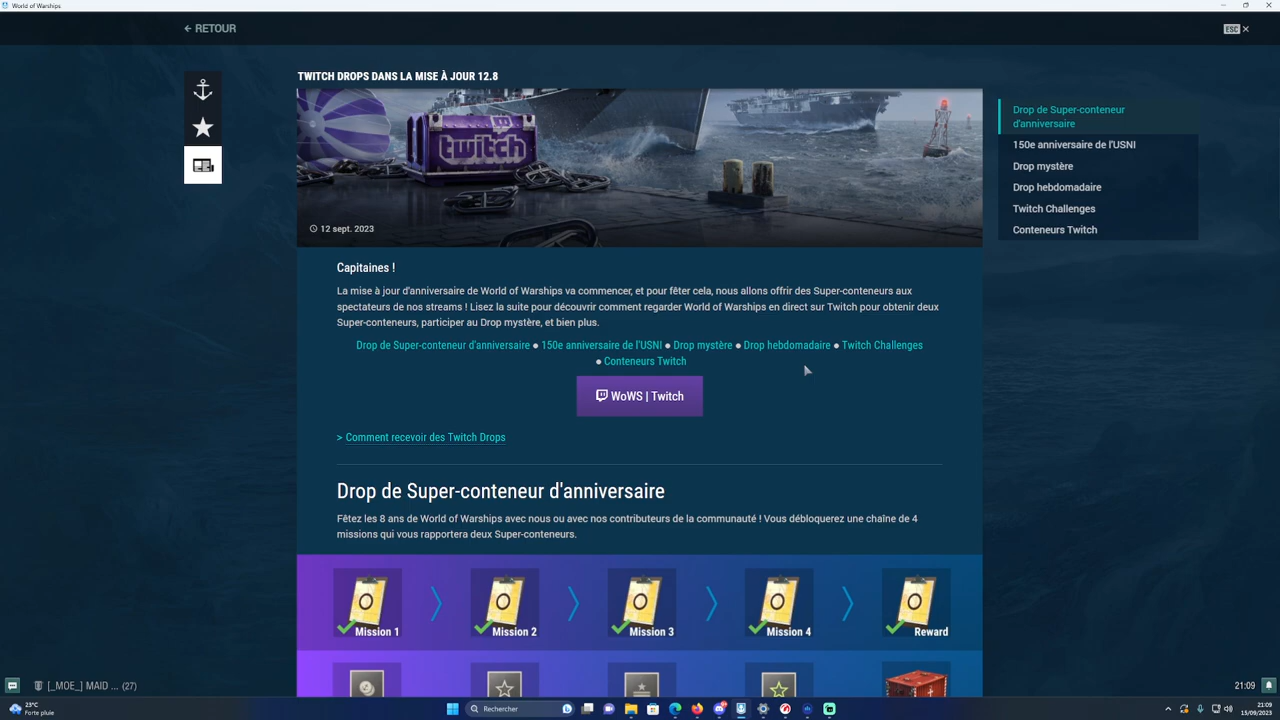 World of Warships
← RETOUR
ESC ×
TWITCH DROPS DANS LA MISE À JOUR 12.8
twitch
12 sept. 2023
Drop de Super-conteneur
d'anniversaire
150e anniversaire de l'USNI
Drop mystère
Drop hebdomadaire
Twitch Challenges
Conteneurs Twitch
Capitaines !
La mise à jour d'anniversaire de World of Warships va commencer, et pour fêter cela, nous allons offrir des Super-conteneurs aux
spectateurs de nos streams ! Lisez la suite pour découvrir comment regarder World of Warships en direct sur Twitch pour obtenir deux
Super-conteneurs, participer au Drop mystère, et bien plus.
Drop de Super-conteneur d'anniversaire ● 150e anniversaire de l'USNI ● Drop mystère ● Drop hebdomadaire ● Twitch Challenges
● Conteneurs Twitch
WoWS | Twitch
> Comment recevoir des Twitch Drops
Drop de Super-conteneur d'anniversaire
Fêtez les 8 ans de World of Warships avec nous ou avec nos contributeurs de la communauté ! Vous débloquerez une chaîne de 4
missions qui vous rapportera deux Super-conteneurs.
Mission 1
Mission 2
Mission 3
Mission 4
Reward
[_MOE_] MAID ... (27)
21:09
23°C
Forte pluie
Rechercher
21:09
15/09/2023